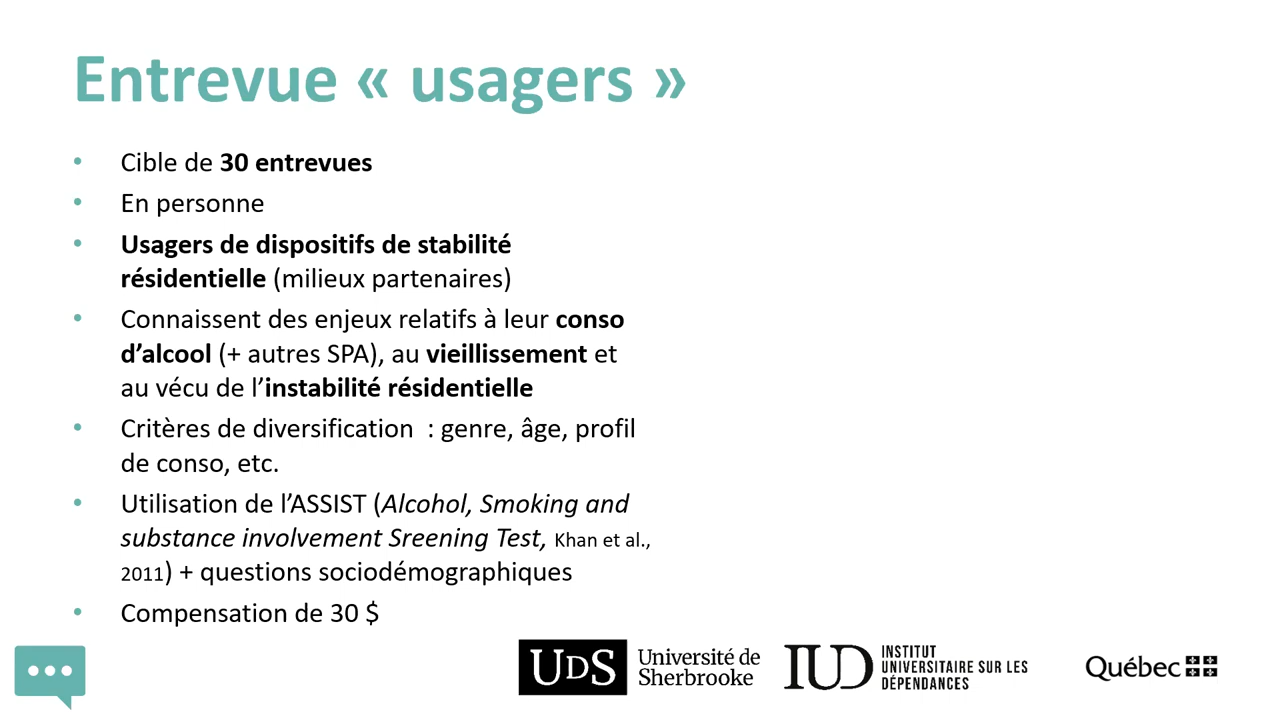 Entrevue « usagers »
• Cible de 30 entrevues
• En personne
• Usagers de dispositifs de stabilité
résidentielle (milieux partenaires)
• Connaissent des enjeux relatifs à leur conso
d’alcool (+ autres SPA), au vieillissement et
au vécu de l’instabilité résidentielle
• Critères de diversification  : genre, âge, profil
de conso, etc.
• Utilisation de l’ASSIST (Alcohol, Smoking and
substance involvement Sreening Test, Khan et al.,
2011) + questions sociodémographiques
• Compensation de 30 $
UDS Université de
Sherbrooke
IUD INSTITUT
UNIVERSITAIRE SUR LES
DÉPENDANCES
Québec